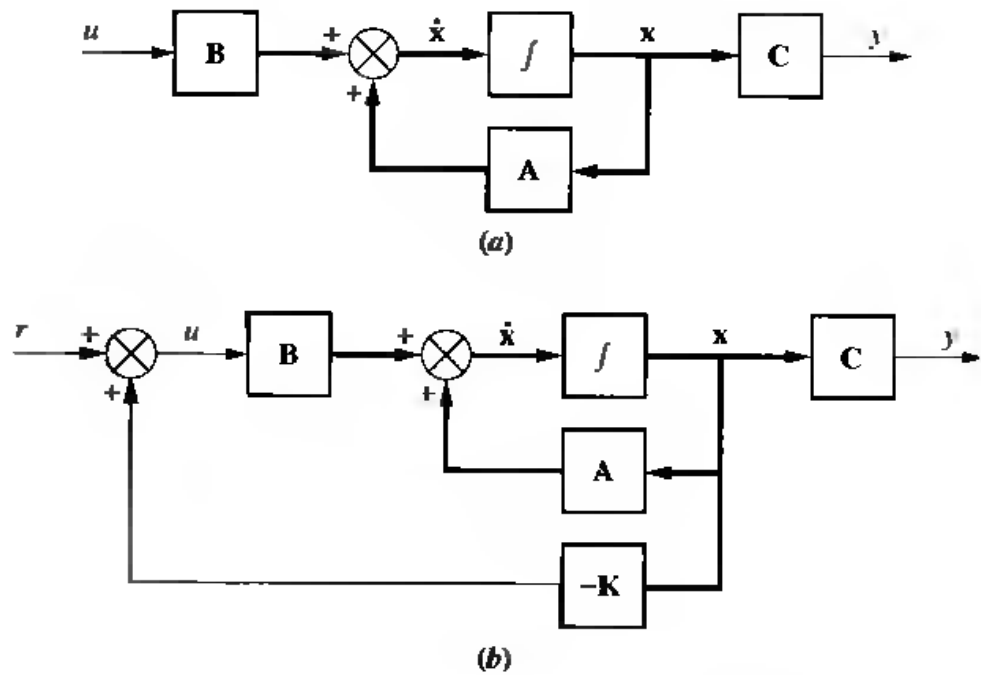 u B + ẋ ∫ x C y
+
A
(a)
r + u B + ẋ ∫ x C y
+ +
A
−K
(b)